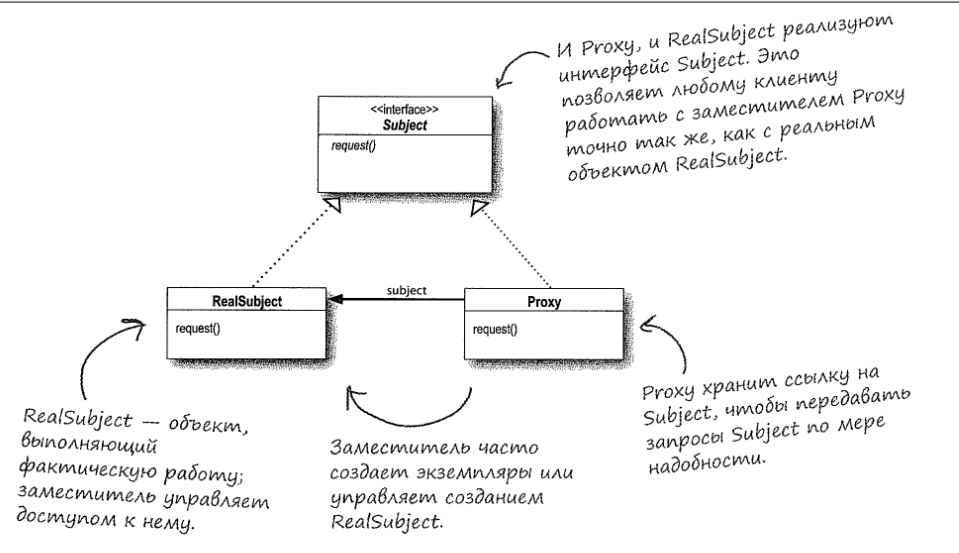 И Proxy, и RealSubject реализуют
интерфейс Subject. Это
позволяет любому клиенту
работать с заместителем Proxy
точно так же, как с реальным
объектом RealSubject.
<<interface>>
Subject
request()
RealSubject
request()
subject
Proxy
request()
RealSubject — объект,
выполняющий
фактическую работу;
заместитель управляет
доступом к нему.
Заместитель часто
создает экземпляры или
управляет созданием
RealSubject.
Proxy хранит ссылку на
Subject, чтобы передавать
запросы Subject по мере
надобности.